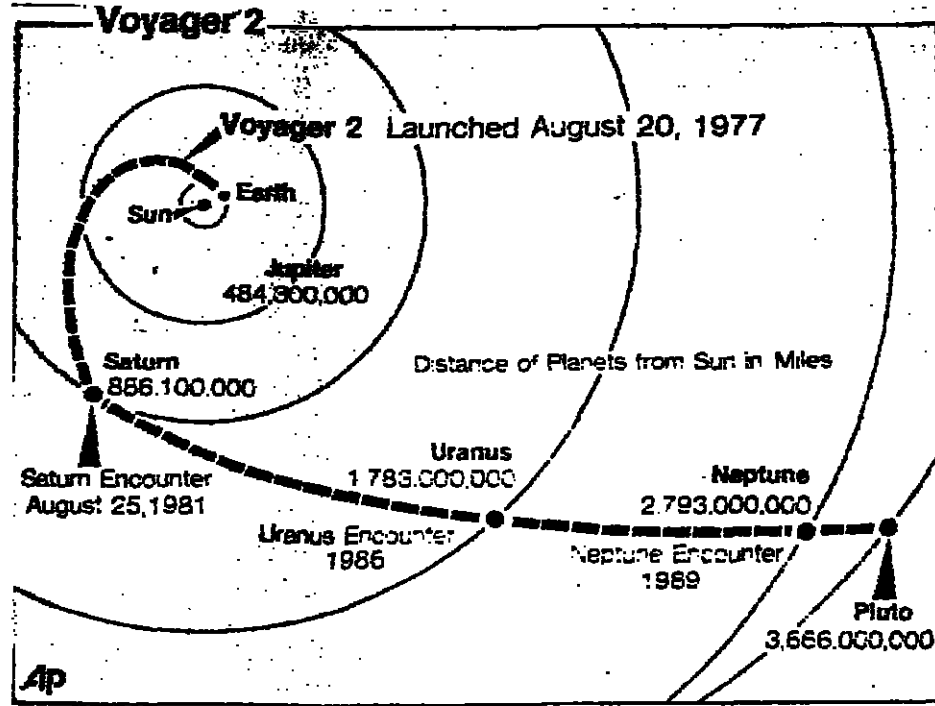 Voyager 2
Voyager 2 Launched August 20, 1977
Earth
Sun
Jupiter
484,300,000
Saturn
886.100.000
Distance of Planets from Sun in Miles
Saturn Encounter
August 25,1981
Uranus
1 783.000.000
Uranus Encounter
1986
Neptune
2.793.000.000
Neptune Encounter
1989
Pluto
3,666.000,000
Ap